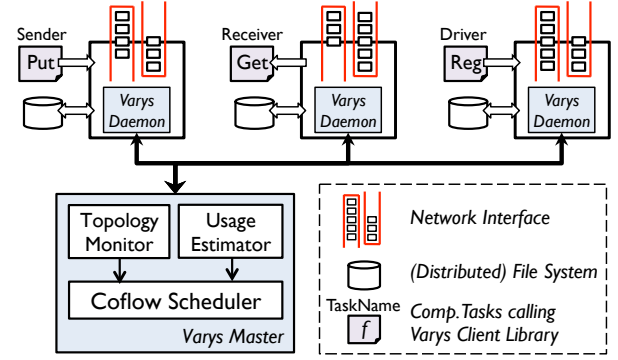 Sender
Put
Varys
Daemon
Receiver
Get
Varys
Daemon
Driver
Reg
Varys
Daemon
Topology
Monitor
Usage
Estimator
Coflow Scheduler
Varys Master
Network Interface
(Distributed) File System
TaskName
f
Comp.Tasks calling
Varys Client Library